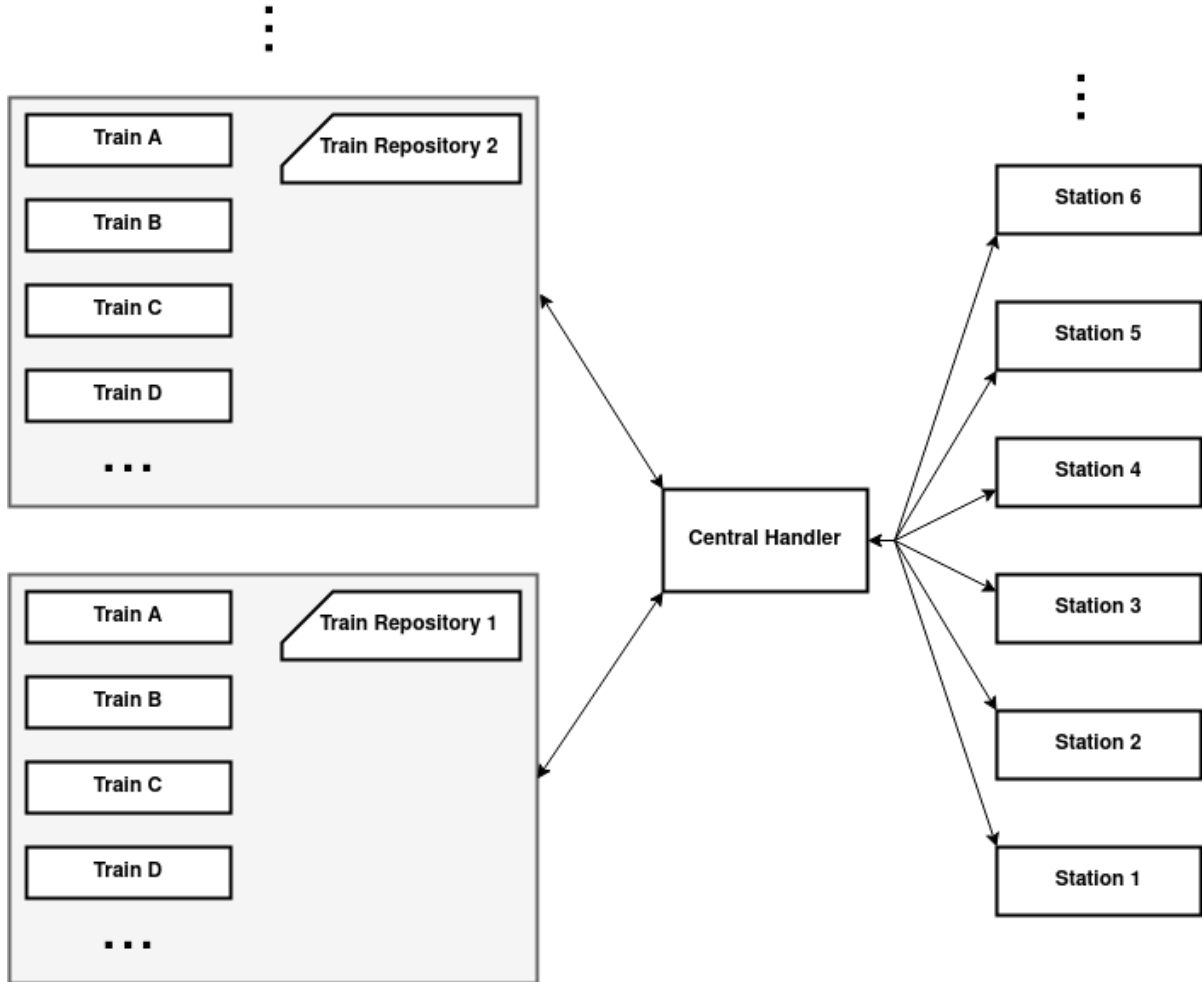 Train A
Train Repository 2
Train B
Train C
Train D
...
Train A
Train Repository 1
Train B
Train C
Train D
...
Central Handler
Station 6
Station 5
Station 4
Station 3
Station 2
Station 1